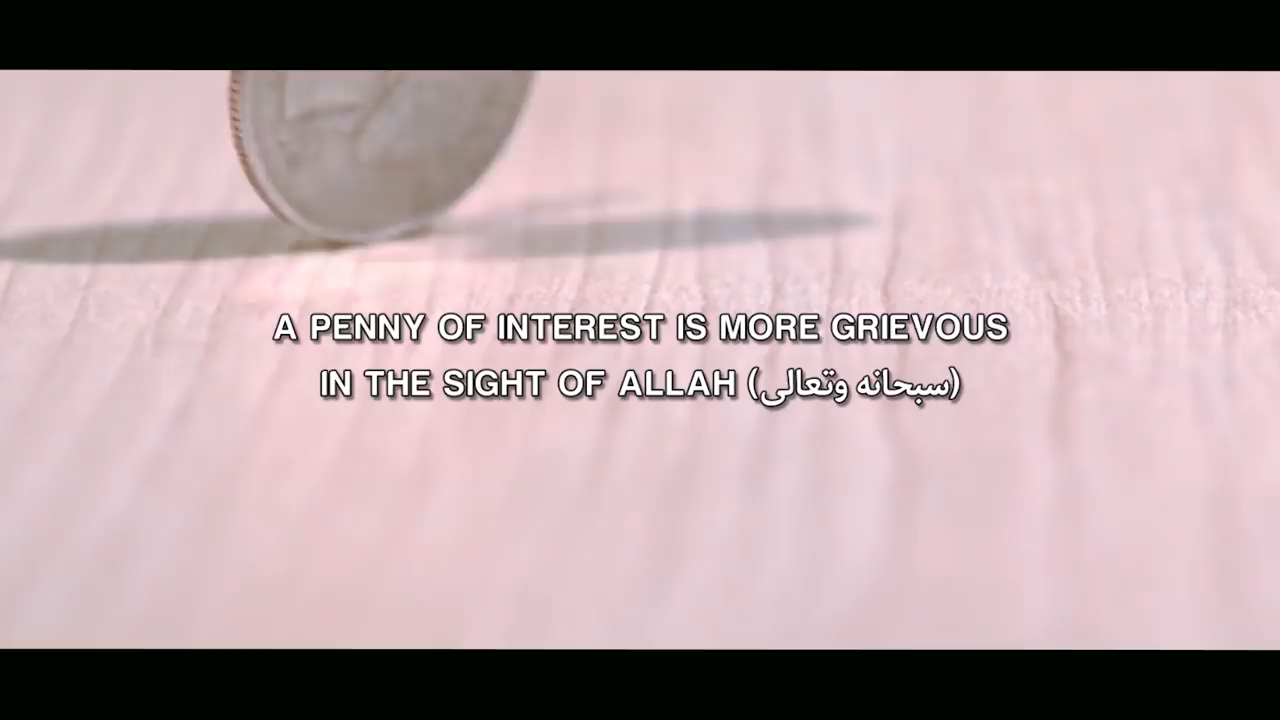 A PENNY OF INTEREST IS MORE GRIEVOUS
IN THE SIGHT OF ALLAH (سبحانه وتعالى)